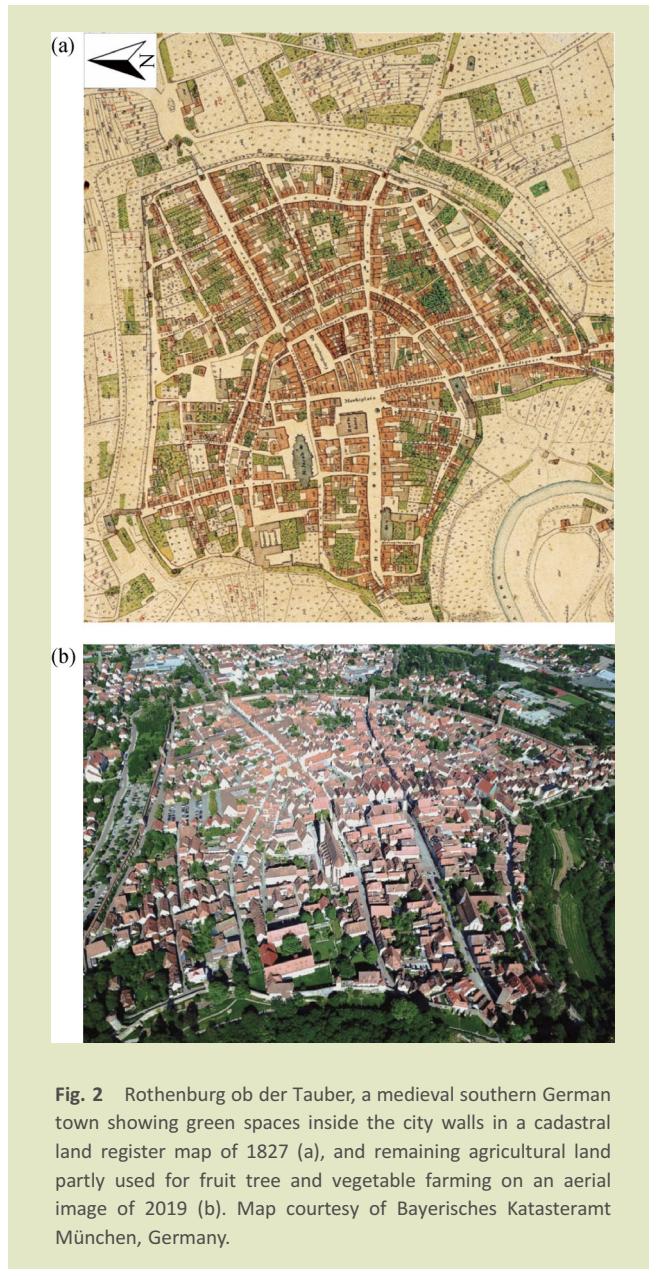 (a)
N
Marktplatz
(b)
Fig. 2 Rothenburg ob der Tauber, a medieval southern German
town showing green spaces inside the city walls in a cadastral
land register map of 1827 (a), and remaining agricultural land
partly used for fruit tree and vegetable farming on an aerial
image of 2019 (b). Map courtesy of Bayerisches Katasteramt
München, Germany.